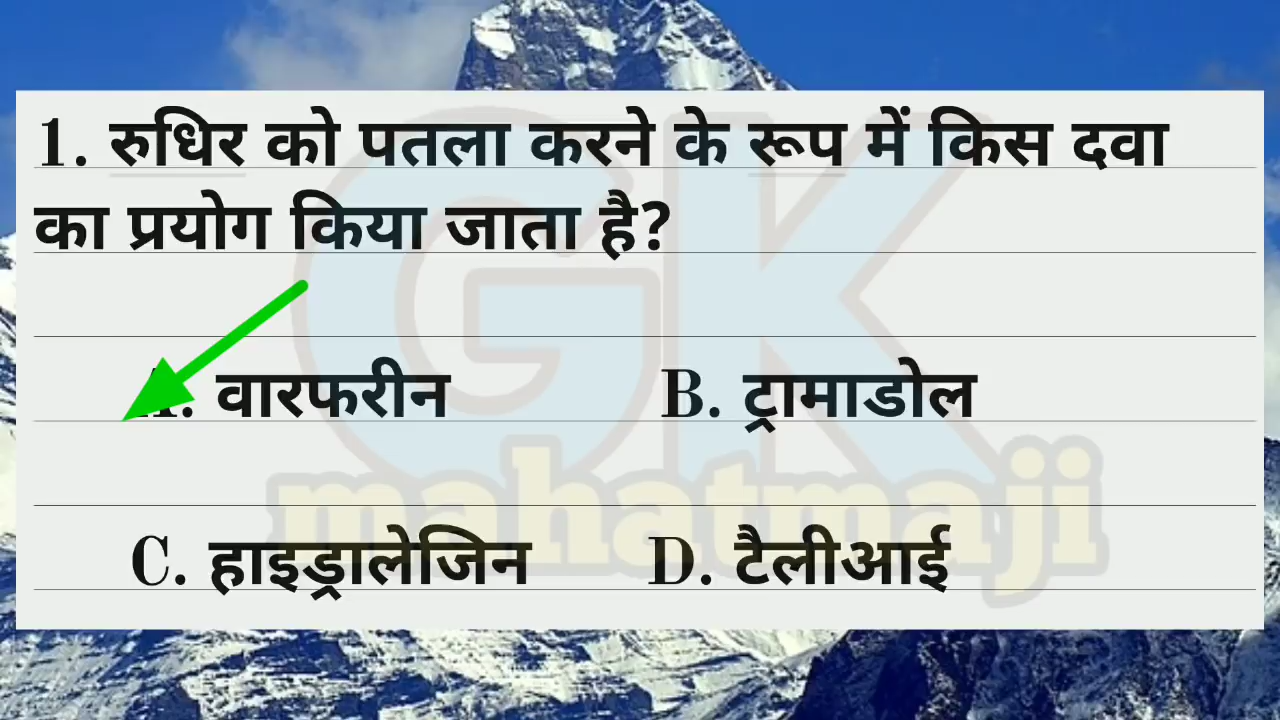 1. रुधिर को पतला करने के रूप में किस दवा
का प्रयोग किया जाता है?
A. वारफरीन B. ट्रामाडोल
C. हाइड्रालेजिन D. टैलीआई
GK
mahatmaji